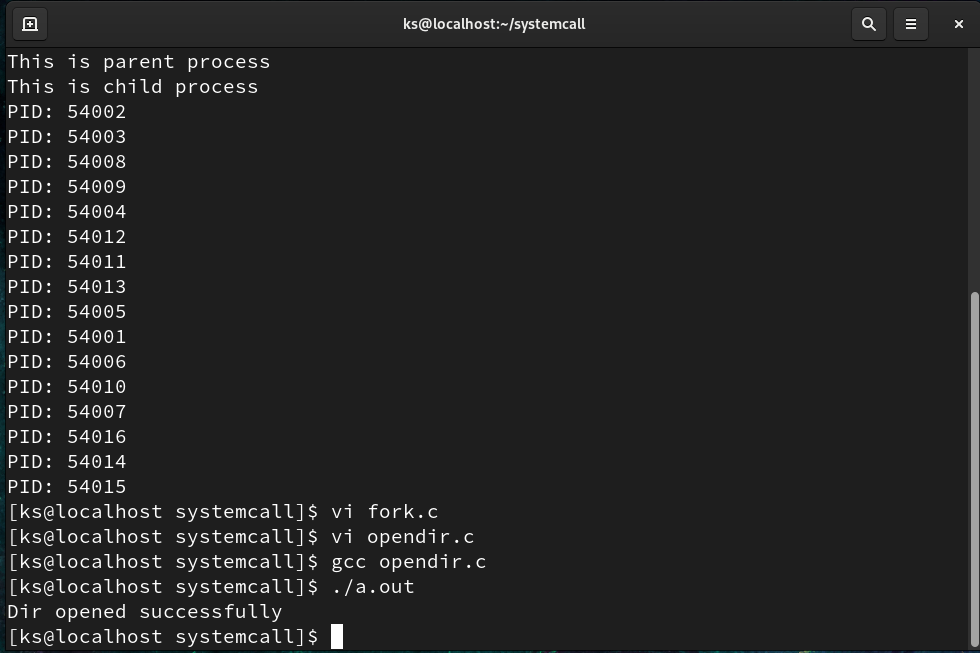 ks@localhost:~/systemcall
This is parent process
This is child process
PID: 54002
PID: 54003
PID: 54008
PID: 54009
PID: 54004
PID: 54012
PID: 54011
PID: 54013
PID: 54005
PID: 54001
PID: 54006
PID: 54010
PID: 54007
PID: 54016
PID: 54014
PID: 54015
[ks@localhost systemcall]$ vi fork.c
[ks@localhost systemcall]$ vi opendir.c
[ks@localhost systemcall]$ gcc opendir.c
[ks@localhost systemcall]$ ./a.out
Dir opened successfully
[ks@localhost systemcall]$